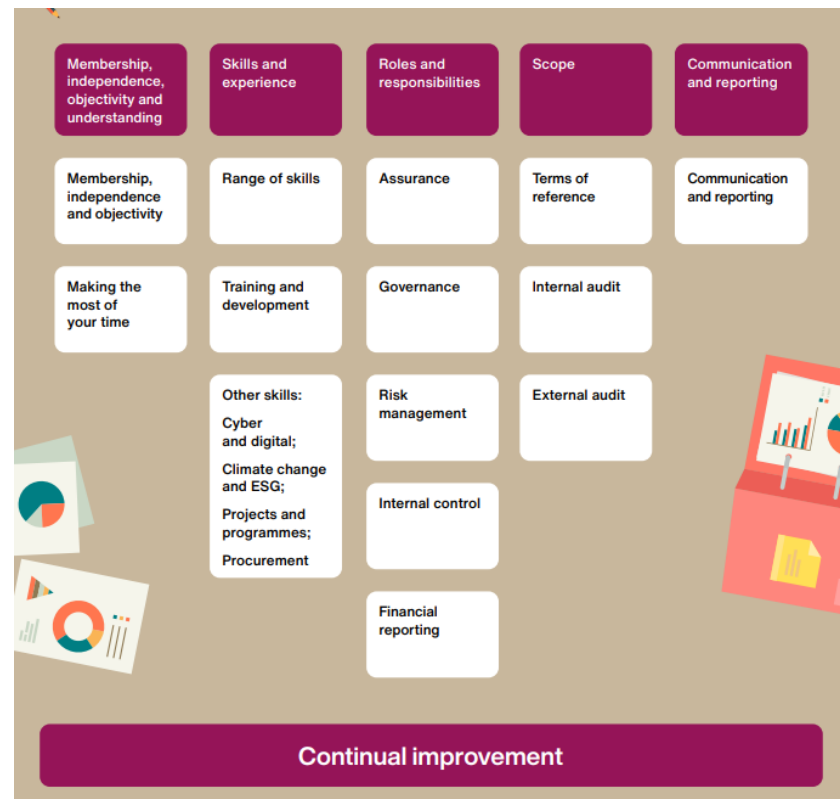 Membership,
independence,
objectivity and
understanding
Skills and
experience
Roles and
responsibilities
Scope
Communication
and reporting
Membership,
independence
and objectivity
Range of skills
Assurance
Terms of
reference
Communication
and reporting
Making the
most of
your time
Training and
development
Governance
Internal audit
Other skills:
Cyber
and digital;
Climate change
and ESG;
Projects and
programmes;
Procurement
Risk
management
External audit
Internal control
Financial
reporting
Continual improvement